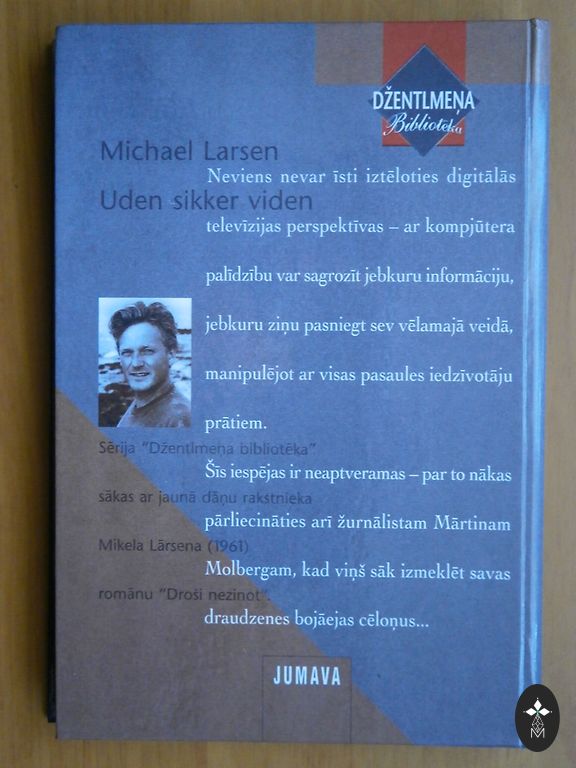 DŽENTLMEŅA
Bibliotēka
Michael Larsen
Uden sikker viden
Neviens nevar īsti iztēloties digitālās
televīzijas perspektīvas – ar kompjūtera
palīdzību var sagrozīt jebkuru informāciju,
jebkuru ziņu pasniegt sev vēlamajā veidā,
manipulējot ar visas pasaules iedzīvotāju
prātiem.
Šīs iespējas ir neaptveramas – par to nākas
pārliecināties arī žurnālistam Mārtinam
Molbergam, kad viņš sāk izmeklēt savas
draudzenes bojāejas cēloņus...
Sērija "Džentlmeņa bibliotēka"
sākas ar jaunā dāņu rakstnieka
Mikela Lārsena (1961)
romānu "Droši nezinot".
JUMAVA
M